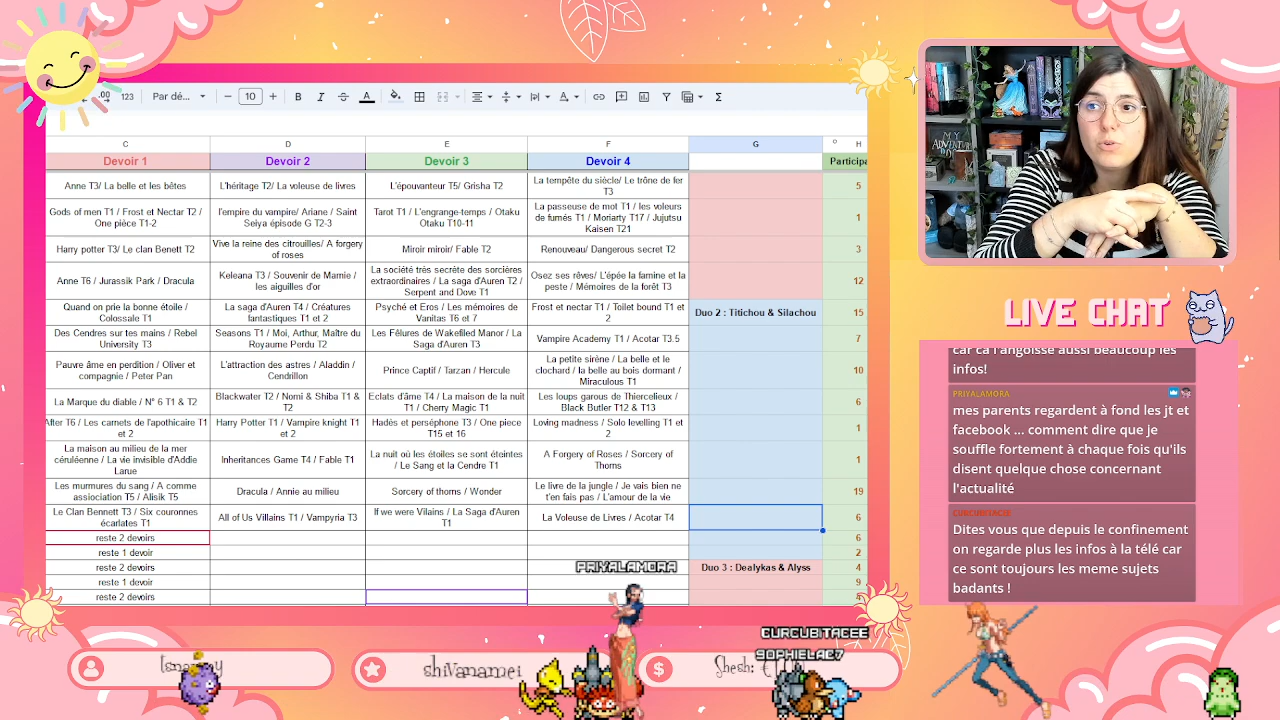 .00 123 Par dé... − 10 + B I S A Σ
C D E F G H
Devoir 1 Devoir 2 Devoir 3 Devoir 4 Participa
Anne T3/ La belle et les bêtes
L'héritage T2/ La voleuse de livres
L'épouvanteur T5/ Grisha T2
La tempête du siècle/ Le trône de fer
T3
5
Gods of men T1 / Frost et Nectar T2 /
One pièce T1-2
l'empire du vampire/ Ariane / Saint
Seiya épisode G T2-3
Tarot T1 / L'engrange-temps / Otaku
Otaku T10-11
La passeuse de mot T1 / les voleurs
de fumés T1 / Moriarty T17 / Jujutsu
Kaisen T21
1
Harry potter T3/ Le clan Benett T2
Vive la reine des citrouilles/ A forgery
of roses
Miroir miroir/ Fable T2
Renouveau/ Dangerous secret T2
3
Anne T6 / Jurassik Park / Dracula
Keleana T3 / Souvenir de Mamie /
les aiguilles d'or
La société très secrète des sorcières
extraordinaires / La saga d'Auren T2 /
Serpent and Dove T1
Osez ses rêves/ L'épée la famine et la
peste / Mémoires de la forêt T3
12
Quand on prie la bonne étoile /
Colossale T1
La saga d'Auren T4 / Créatures
fantastiques T1 et 2
Psyché et Eros / Les mémoires de
Vanitas T6 et 7
Frost et nectar T1 / Toilet bound T1 et
2
Duo 2 : Titichou & Silachou
15
Des Cendres sur tes mains / Rebel
University T3
Seasons T1 / Moi, Arthur, Maître du
Royaume Perdu T2
Les Fêlures de Wakefiled Manor / La
Saga d'Auren T3
Vampire Academy T1 / Acotar T3.5
7
Pauvre âme en perdition / Oliver et
compagnie / Peter Pan
L'attraction des astres / Aladdin /
Cendrillon
Prince Captif / Tarzan / Hercule
La petite sirène / La belle et le
clochard / la belle au bois dormant /
Miraculous T1
10
La Marque du diable / N° 6 T1 & T2
Blackwater T2 / Nomi & Shiba T1 &
T2
Eclats d'âme T4 / La maison de la nuit
T1 / Cherry Magic T1
Les loups garous de Thiercelieux /
Black Butler T12 & T13
6
After T6 / Les carnets de l'apothicaire T1
et 2
Harry Potter T1 / Vampire knight T1
et 2
Hadès et perséphone T3 / One piece
T15 et 16
Loving madness / Solo levelling T1 et
2
1
La maison au milieu de la mer
céruléenne / La vie invisible d'Addie
Larue
Inheritances Game T4 / Fable T1
La nuit où les étoiles se sont éteintes
/ Le Sang et la Cendre T1
A Forgery of Roses / Sorcery of
Thoms
1
Les murmures du sang / A comme
assiociation T5 / Alisik T5
Dracula / Annie au milieu
Sorcery of thoms / Wonder
Le livre de la jungle / Je vais bien ne
t'en fais pas / L'amour de la vie
19
Le Clan Bennett T3 / Six couronnes
écarlates T1
All of Us Villains T1 / Vampyria T3
If we were Vilains / La Saga d'Auren
T1
La Voleuse de Livres / Acotar T4
6
reste 2 devoirs 6
reste 1 devoir 2
reste 2 devoirs Duo 3 : Dealykas & Alyss 4
reste 1 devoir 9
reste 2 devoirs
MY
ADVENTURE
LIVE CHAT
car ça l'angoisse aussi beaucoup les
infos!
PRIYALAMORA
mes parents regardent à fond les jt et
facebook ... comment dire que je
souffle fortement à chaque fois qu'ils
disent quelque chose concernant
l'actualité
CURCUBITACEE
Dites vous que depuis le confinement
on regarde plus les infos à la télé car
ce sont toujours les meme sujets
badants !
PRIYALAMORA
CURCUBITACEE
SOPHIELAC7
shivanamei
Shesh: